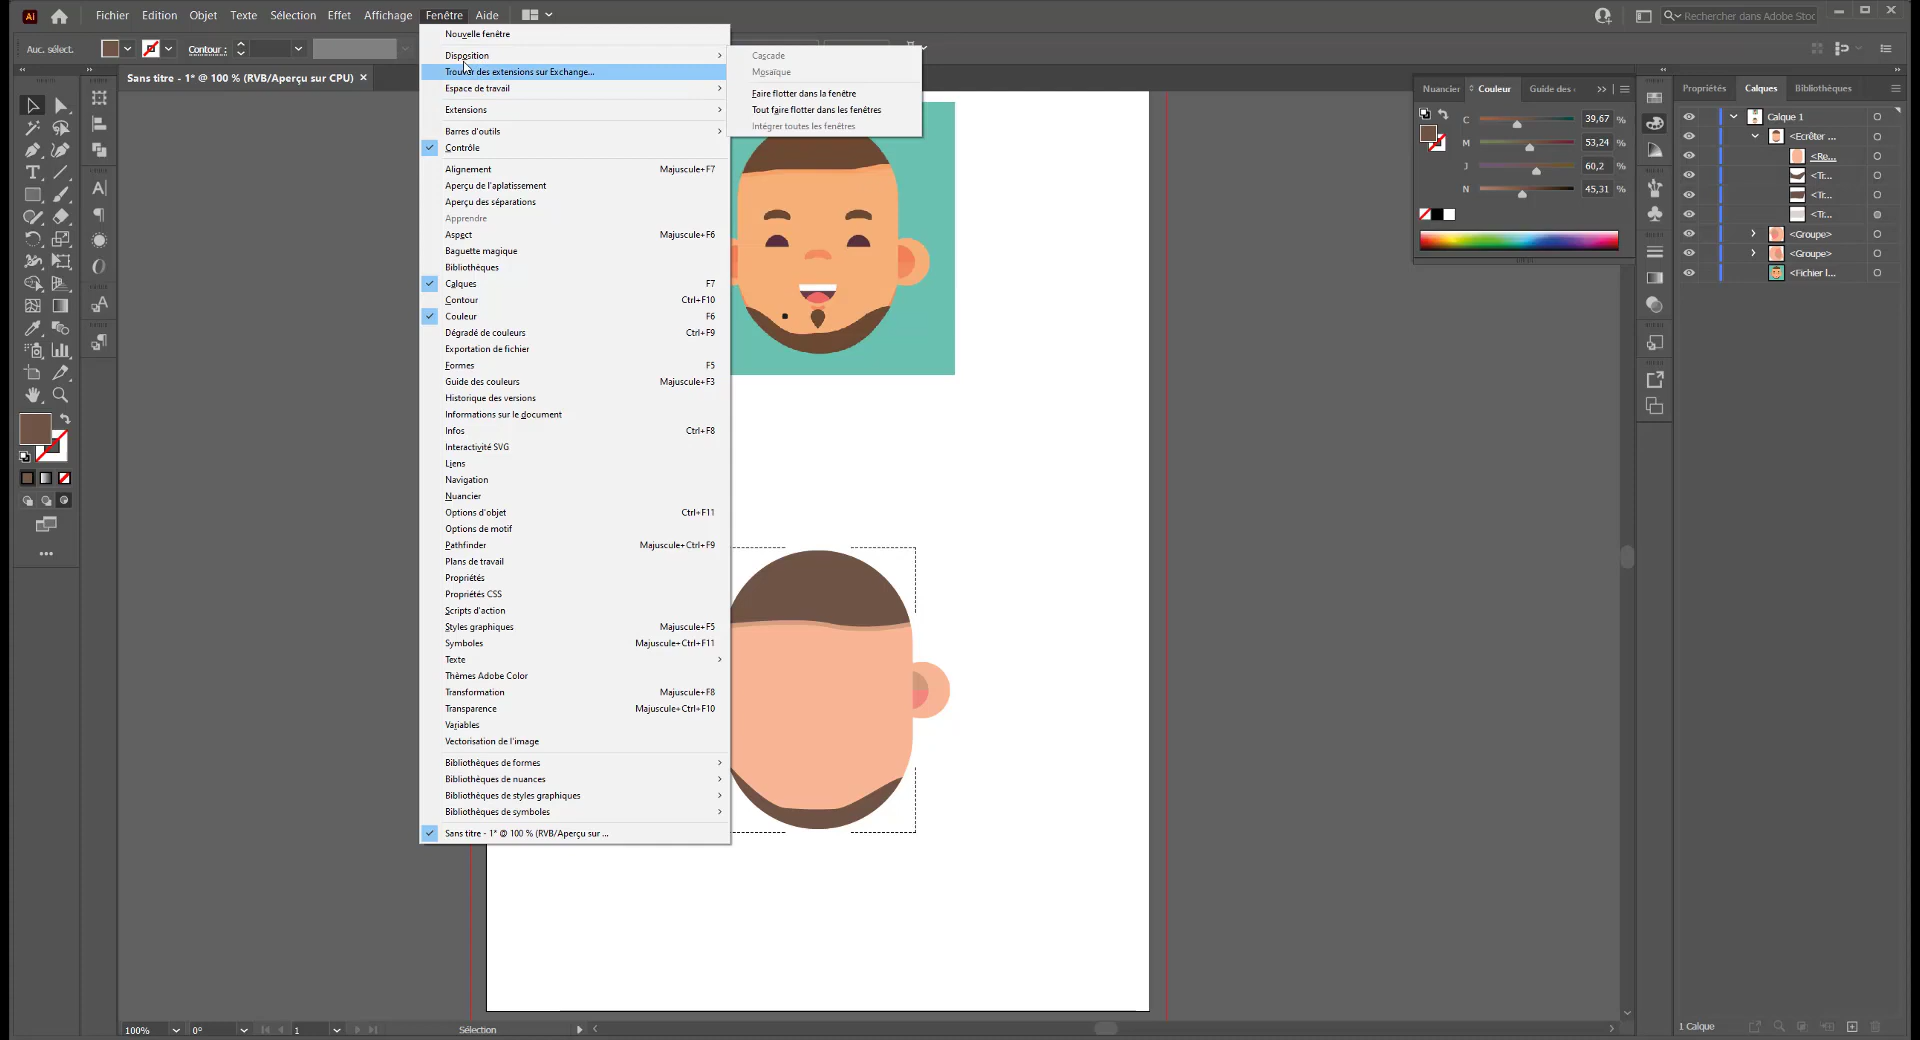 Ai Fichier Edition Objet Texte Sélection Effet Affichage Fenêtre Aide
Rechercher dans Adobe Stoc
Auc. sélect. Contour :
Sans titre - 1* @ 100 % (RVB/Aperçu sur CPU) ×
Nouvelle fenêtre
Disposition
Trouver des extensions sur Exchange...
Espace de travail
Extensions
Barres d'outils
Contrôle
Alignement Majuscule+F7
Aperçu de l'aplatissement
Aperçu des séparations
Apprendre
Aspect Majuscule+F6
Baguette magique
Bibliothèques
Calques F7
Contour Ctrl+F10
Couleur F6
Dégradé de couleurs Ctrl+F9
Exportation de fichier
Formes F5
Guide des couleurs Majuscule+F3
Historique des versions
Informations sur le document
Infos Ctrl+F8
Interactivité SVG
Liens
Navigation
Nuancier
Options d'objet Ctrl+F11
Options de motif
Pathfinder Majuscule+Ctrl+F9
Plans de travail
Propriétés
Propriétés CSS
Scripts d'action
Styles graphiques Majuscule+F5
Symboles Majuscule+Ctrl+F11
Texte
Thèmes Adobe Color
Transformation Majuscule+F8
Transparence Majuscule+Ctrl+F10
Variables
Vectorisation de l'image
Bibliothèques de formes
Bibliothèques de nuances
Bibliothèques de styles graphiques
Bibliothèques de symboles
Sans titre - 1* @ 100 % (RVB/Aperçu sur ...
Cascade
Mosaïque
Faire flotter dans la fenêtre
Tout faire flotter dans les fenêtres
Intégrer toutes les fenêtres
Nuancier Couleur Guide des
C 39,67 %
M 53,24 %
J 60,2 %
N 45,31 %
Propriétés Calques Bibliothèques
Calque 1
<Ecrêter ...
<Re...
<Tr...
<Tr...
<Tr...
<Groupe>
<Groupe>
<Fichier l...
100% 0° 1 Sélection
1 Calque